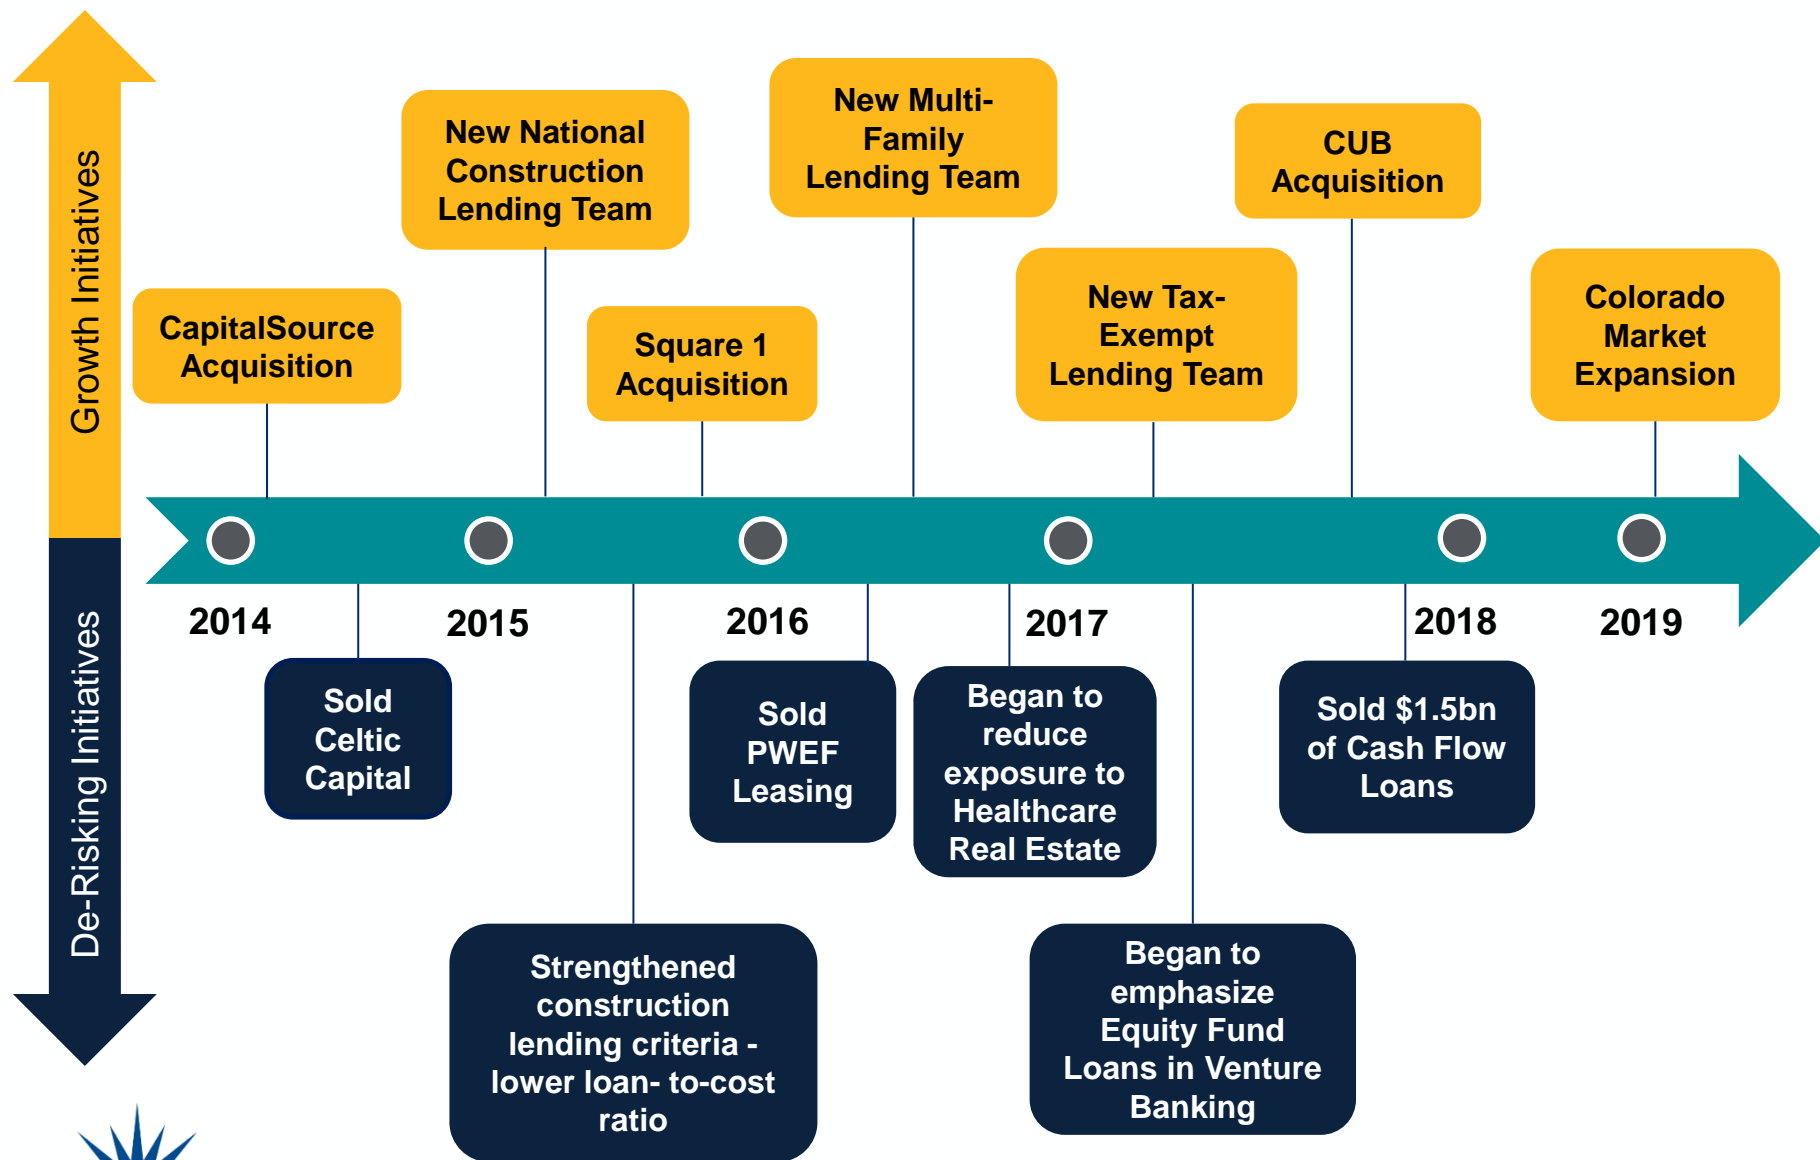 Growth Initiatives
New National
Construction
Lending Team
New Multi-
Family
Lending Team
CUB
Acquisition
CapitalSource
Acquisition
Square 1
Acquisition
New Tax-
Exempt
Lending Team
Colorado
Market
Expansion
2014
2015
2016
2017
2018
2019
De-Risking Initiatives
Sold
Celtic
Capital
Sold
PWEF
Leasing
Began to
reduce
exposure to
Healthcare
Real Estate
Sold $1.5bn
of Cash Flow
Loans
Strengthened
construction
lending criteria -
lower loan- to-cost
ratio
Began to
emphasize
Equity Fund
Loans in Venture
Banking